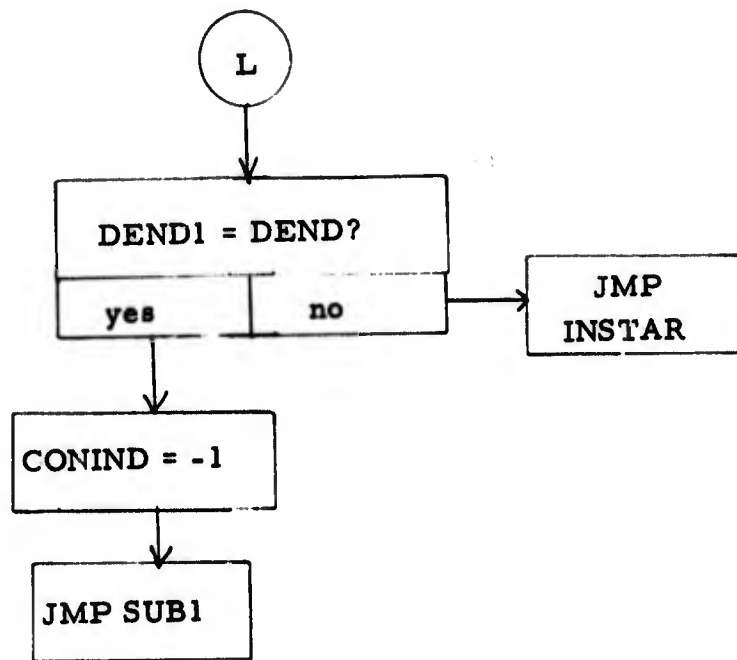 L
DEND1 = DEND?
yes
no
JMP
INSTAR
CONIND = -1
JMP SUB1